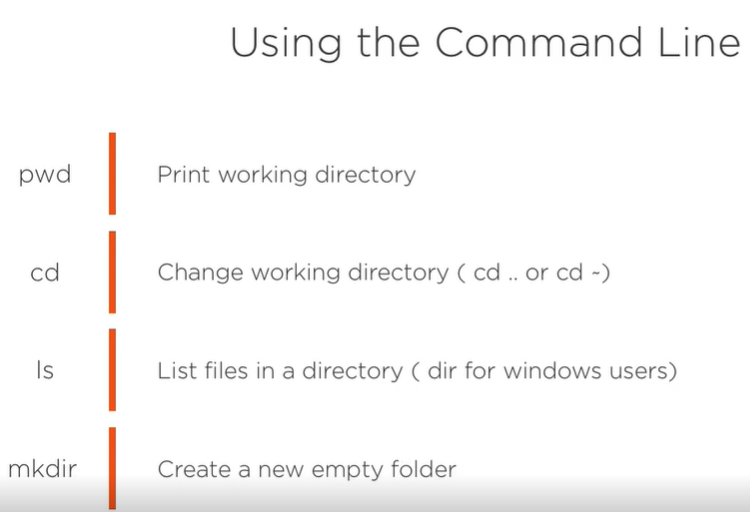 Using the Command Line
pwd Print working directory
cd Change working directory ( cd .. or cd ~)
ls List files in a directory ( dir for windows users)
mkdir Create a new empty folder